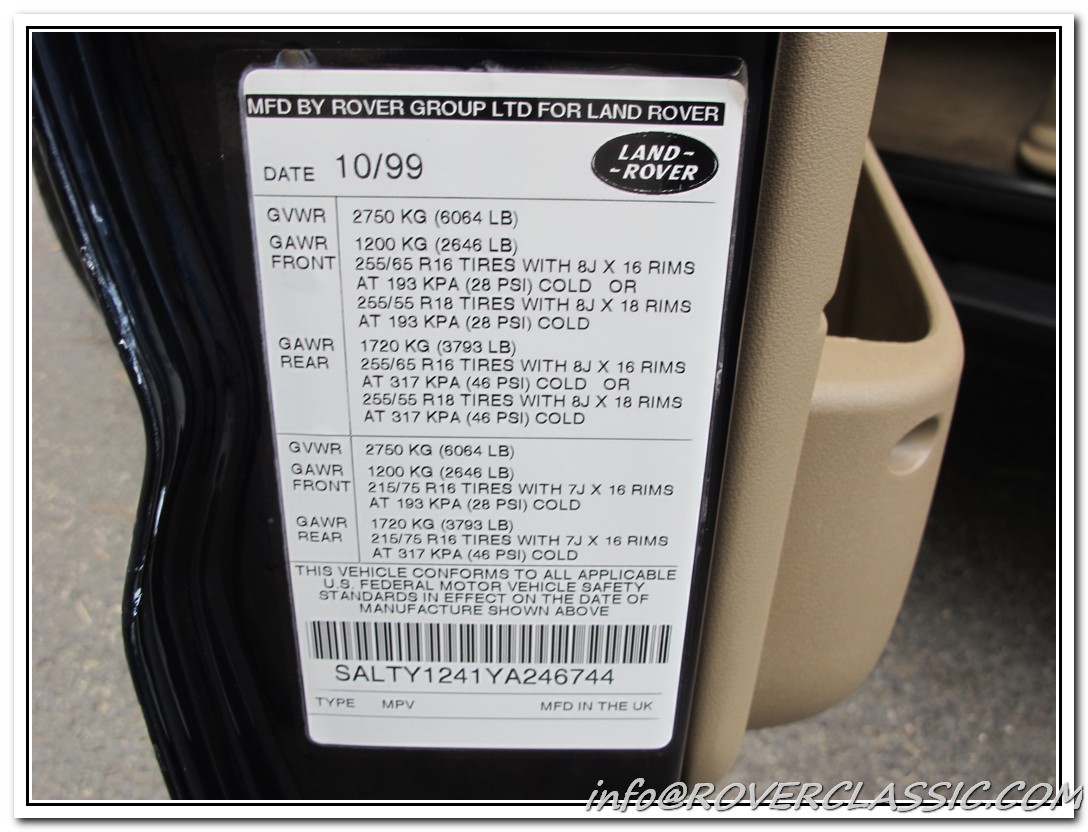 MFD BY ROVER GROUP LTD FOR LAND ROVER
DATE 10/99
LAND-
-ROVER
GVWR 2750 KG (6064 LB)
GAWR 1200 KG (2646 LB)
FRONT 255/65 R16 TIRES WITH 8J X 16 RIMS
AT 193 KPA (28 PSI) COLD OR
255/55 R18 TIRES WITH 8J X 18 RIMS
AT 193 KPA (28 PSI) COLD
GAWR 1720 KG (3793 LB)
REAR 255/65 R16 TIRES WITH 8J X 16 RIMS
AT 317 KPA (46 PSI) COLD OR
255/55 R18 TIRES WITH 8J X 18 RIMS
AT 317 KPA (46 PSI) COLD
GVWR 2750 KG (6064 LB)
GAWR 1200 KG (2646 LB)
FRONT 215/75 R16 TIRES WITH 7J X 16 RIMS
AT 193 KPA (28 PSI) COLD
GAWR 1720 KG (3793 LB)
REAR 215/75 R16 TIRES WITH 7J X 16 RIMS
AT 317 KPA (46 PSI) COLD
THIS VEHICLE CONFORMS TO ALL APPLICABLE
U.S. FEDERAL MOTOR VEHICLE SAFETY
STANDARDS IN EFFECT ON THE DATE OF
MANUFACTURE SHOWN ABOVE
SALTY1241YA246744
TYPE MPV MFD IN THE UK
info@ROVERCLASSIC.COM